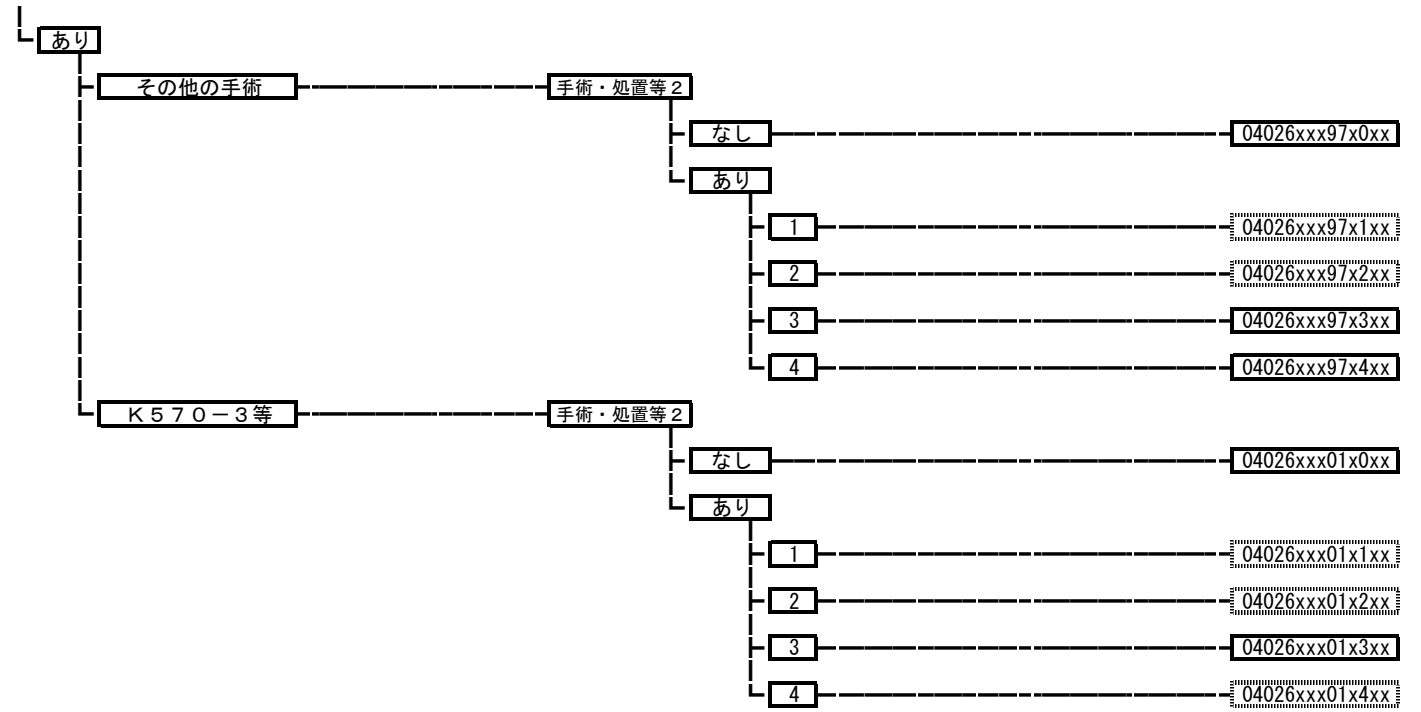 あり
その他の手術 手術・処置等2
なし 04026xxx97x0xx
あり
1 04026xxx97x1xx
2 04026xxx97x2xx
3 04026xxx97x3xx
4 04026xxx97x4xx
K570-3等 手術・処置等2
なし 04026xxx01x0xx
あり
1 04026xxx01x1xx
2 04026xxx01x2xx
3 04026xxx01x3xx
4 04026xxx01x4xx